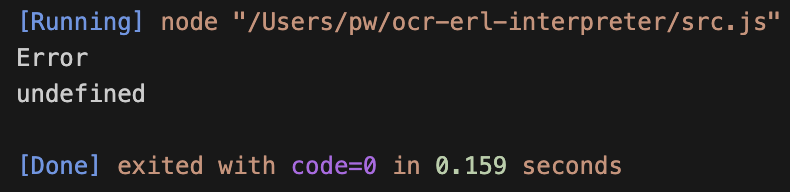 [Running] node "/Users/pw/ocr-erl-interpreter/src.js"
Error
undefined
[Done] exited with code=0 in 0.159 seconds